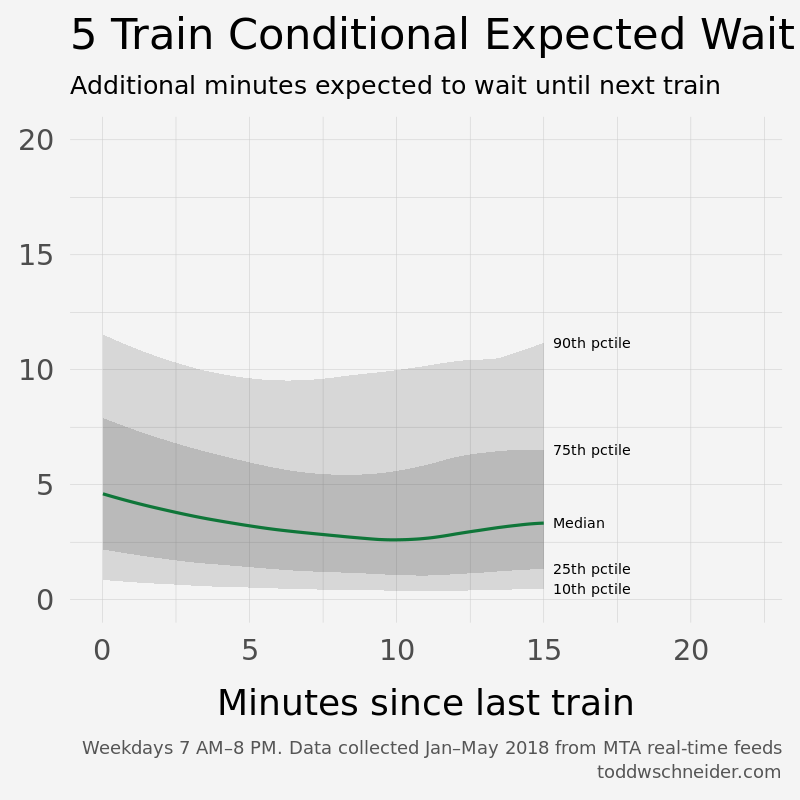 5 Train Conditional Expected Wait
Additional minutes expected to wait until next train
20
15
10
5
0
90th pctile
75th pctile
Median
25th pctile
10th pctile
0 5 10 15 20
Minutes since last train
Weekdays 7 AM–8 PM. Data collected Jan–May 2018 from MTA real-time feeds
toddwschneider.com